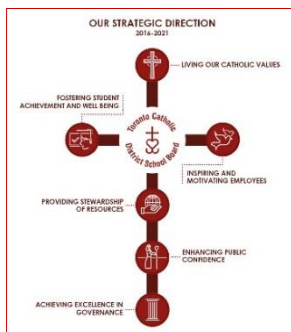 OUR STRATEGIC DIRECTION
2016-2021
LIVING OUR CATHOLIC VALUES
FOSTERING STUDENT
ACHIEVEMENT AND WELL BEING
Toronto Catholic
District School Board
INSPIRING AND
MOTIVATING EMPLOYEES
PROVIDING STEWARDSHIP
OF RESOURCES
ENHANCING PUBLIC
CONFIDENCE
ACHIEVING EXCELLENCE IN
GOVERNANCE